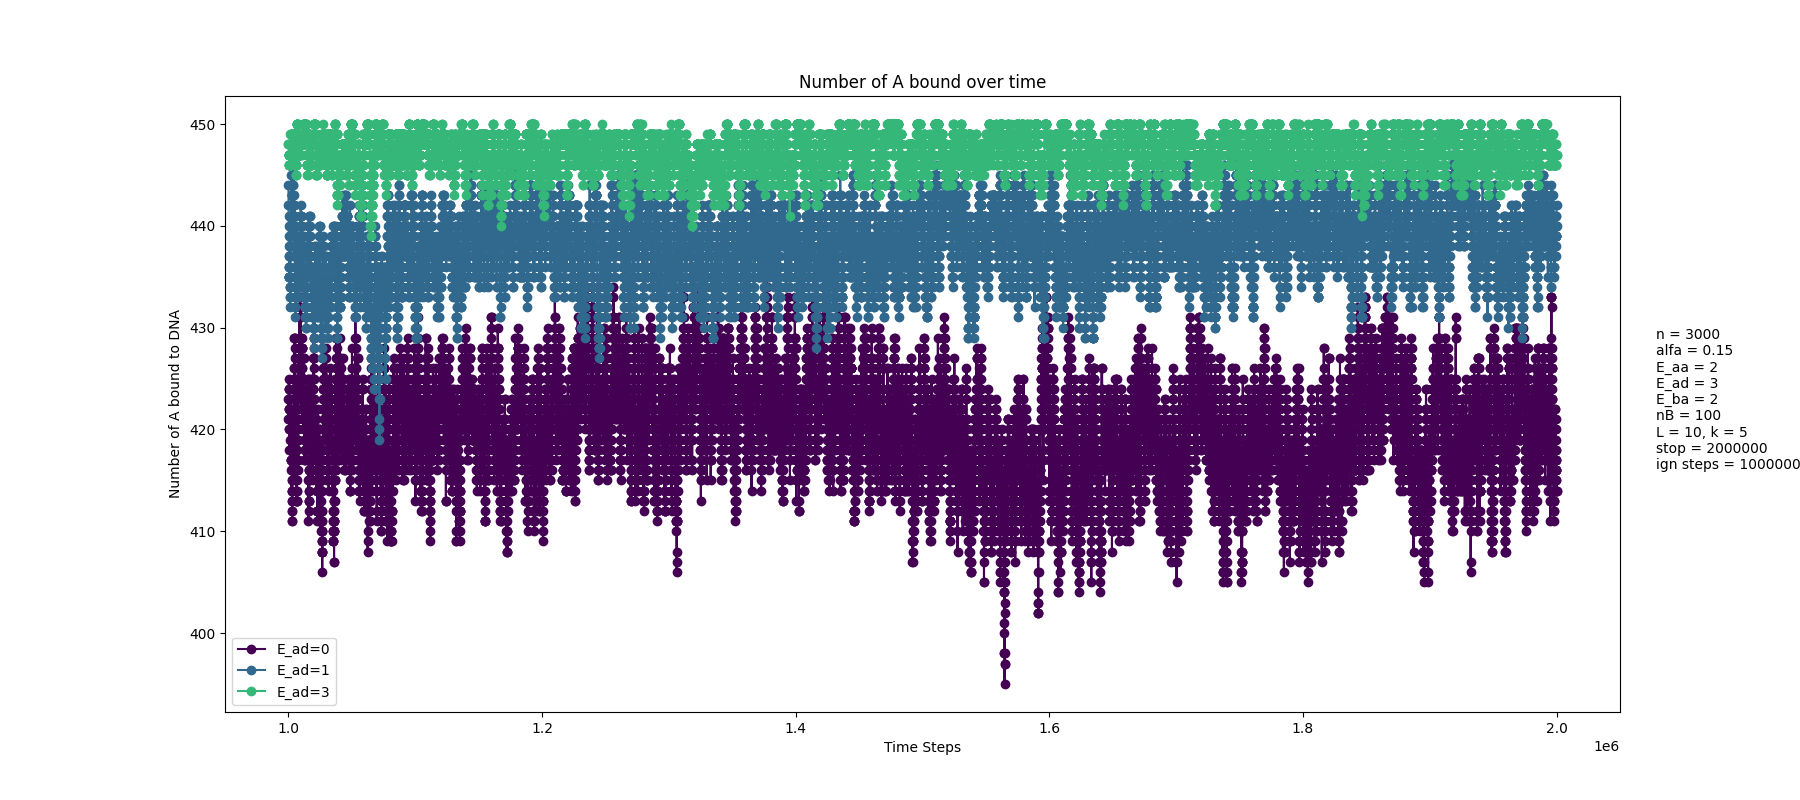 Number of A bound over time
Number of A bound to DNA
450
440
430
420
410
400
1.0
1.2
1.4
1.6
1.8
2.0
1e6
Time Steps
E_ad=0
E_ad=1
E_ad=3
n = 3000
alfa = 0.15
E_aa = 2
E_ad = 3
E_ba = 2
nB = 100
L = 10, k = 5
stop = 2000000
ign steps = 1000000